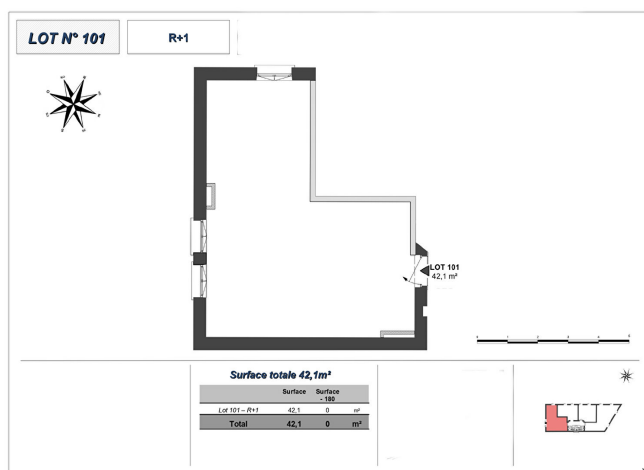 LOT N° 101
R+1
LOT 101
42,1 m²
Surface totale 42,1m²
Surface Surface - 180
Lot 101 – R+1 42,1 0 m²
Total 42,1 0 m²